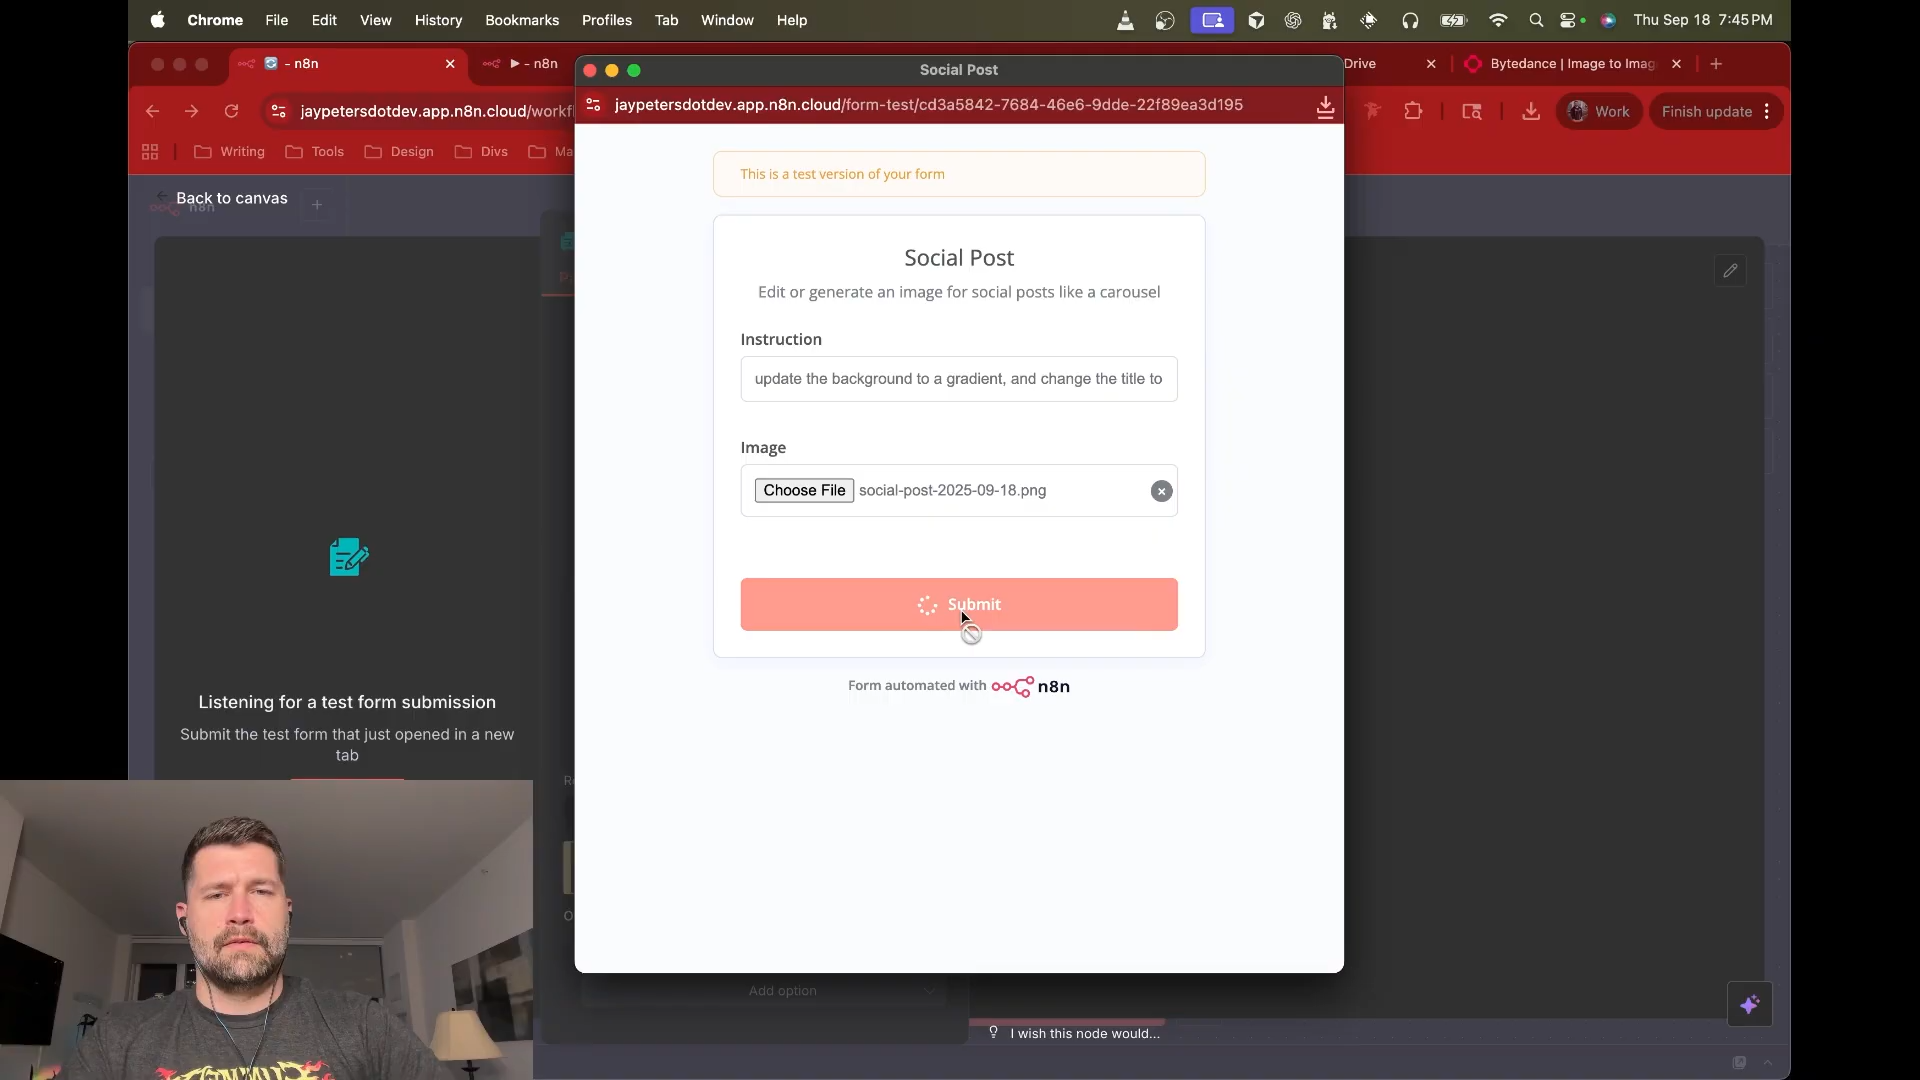 Chrome File Edit View History Bookmarks Profiles Tab Window Help
Thu Sep 18 7:45 PM
- n8n
- n8n
Social Post
Drive
Bytedance | Image to Imag
jaypetersdotdev.app.n8n.cloud/workfl
jaypetersdotdev.app.n8n.cloud/form-test/cd3a5842-7684-46e6-9dde-22f89ea3d195
Work
Finish update
Writing
Tools
Design
Divs
Ma
Back to canvas
n8n
This is a test version of your form
Social Post
Edit or generate an image for social posts like a carousel
Instruction
update the background to a gradient, and change the title to
Image
Choose File social-post-2025-09-18.png
Submit
Form automated with n8n
Listening for a test form submission
Submit the test form that just opened in a new
tab
Add option
I wish this node would...